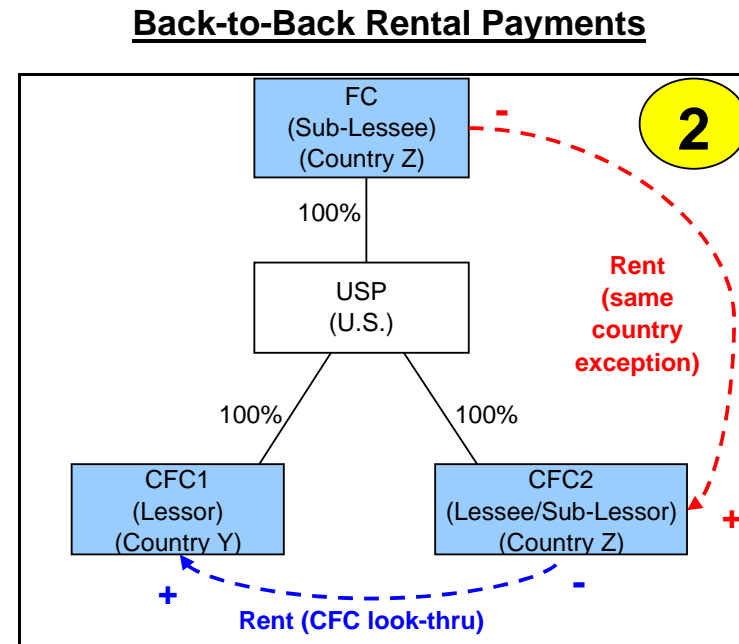 Back-to-Back Rental Payments
FC
(Sub-Lessee)
(Country Z)
-
2
100%
Rent
(same
country
exception)
USP
(U.S.)
100%
100%
CFC1
(Lessor)
(Country Y)
CFC2
(Lessee/Sub-Lessor)
(Country Z)
+
+
-
Rent (CFC look-thru)